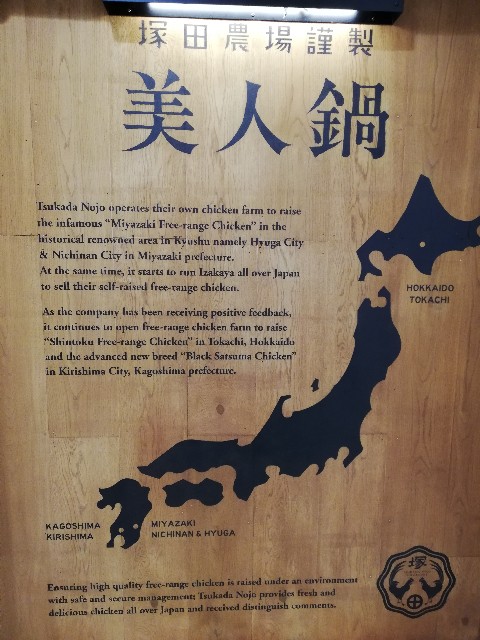 塚田農場謹製
美人鍋
Tsukada Nojo operates their own chicken farm to raise
the infamous “Miyazaki Free-range Chicken” in the
historical renowned area in Kyushu namely Hyuga City
& Nichinan City in Miyazaki prefecture.
At the same time, it starts to run Izakaya all over Japan
to sell their self-raised free-range chicken.
As the company has been receiving positive feedback,
it continues to open free-range chicken farm to raise
“Shintoku Free-range Chicken” in Tokachi, Hokkaido
and the advanced new breed “Black Satsuma Chicken”
in Kirishima City, Kagoshima prefecture.
HOKKAIDO
TOKACHI
KAGOSHIMA
KIRISHIMA
MIYAZAKI
NICHINAN & HYUGA
Ensuring high quality free-range chicken is raised under an environment
with safe and secure management; Tsukada Nojo provides fresh and
delicious chicken all over Japan and received distinguish comments.
塚